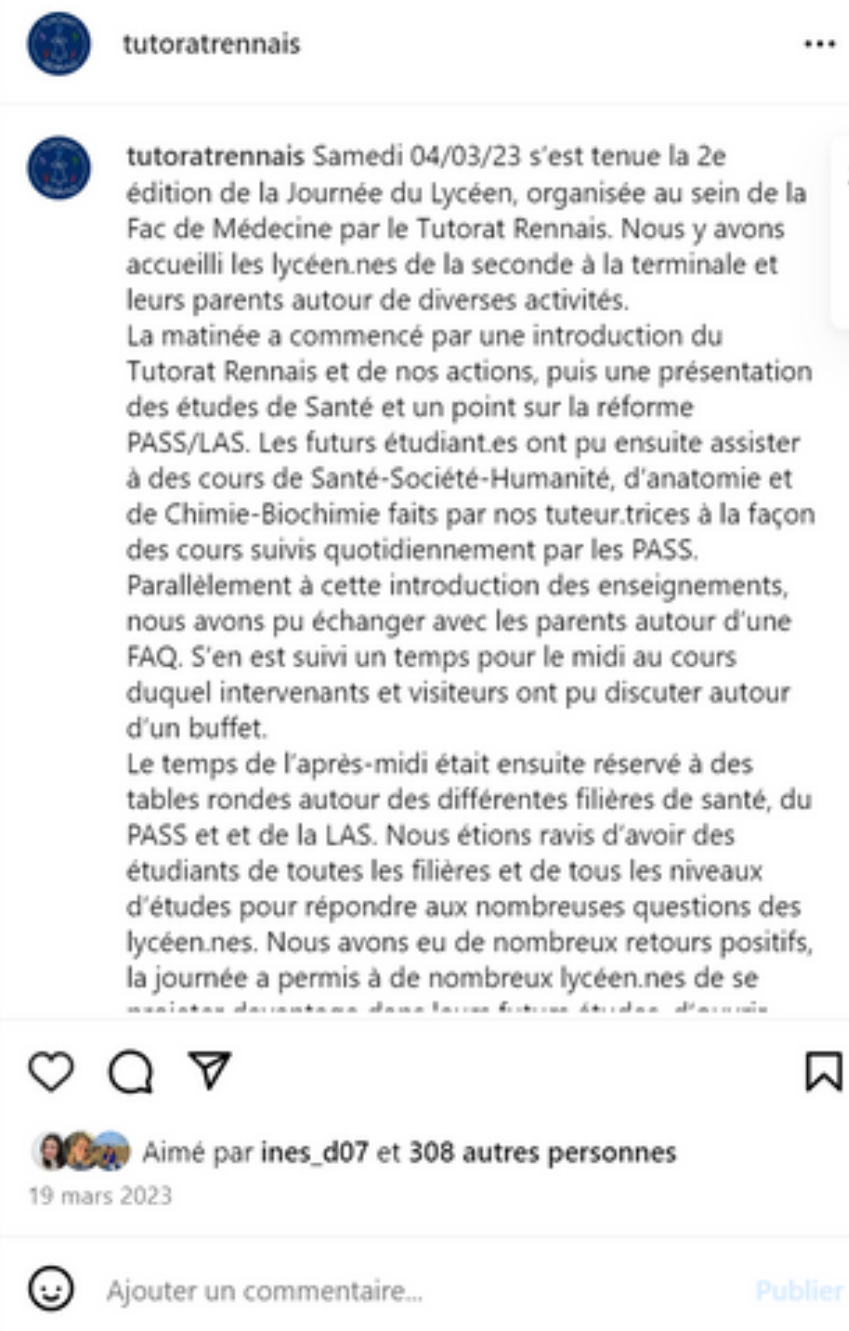 tutoratrennais
tutoratrennais Samedi 04/03/23 s'est tenue la 2e
édition de la Journée du Lycéen, organisée au sein de la
Fac de Médecine par le Tutorat Rennais. Nous y avons
accueilli les lycéen.nes de la seconde à la terminale et
leurs parents autour de diverses activités.
La matinée a commencé par une introduction du
Tutorat Rennais et de nos actions, puis une présentation
des études de Santé et un point sur la réforme
PASS/LAS. Les futurs étudiant.es ont pu ensuite assister
à des cours de Santé-Société-Humanité, d'anatomie et
de Chimie-Biochimie faits par nos tuteur.trices à la façon
des cours suivis quotidiennement par les PASS.
Parallèlement à cette introduction des enseignements,
nous avons pu échanger avec les parents autour d'une
FAQ. S'en est suivi un temps pour le midi au cours
duquel intervenants et visiteurs ont pu discuter autour
d'un buffet.
Le temps de l'après-midi était ensuite réservé à des
tables rondes autour des différentes filières de santé, du
PASS et et de la LAS. Nous étions ravis d'avoir des
étudiants de toutes les filières et de tous les niveaux
d'études pour répondre aux nombreuses questions des
lycéen.nes. Nous avons eu de nombreux retours positifs,
la journée a permis à de nombreux lycéen.nes de se
Aimé par ines_d07 et 308 autres personnes
19 mars 2023
Ajouter un commentaire...
Publier